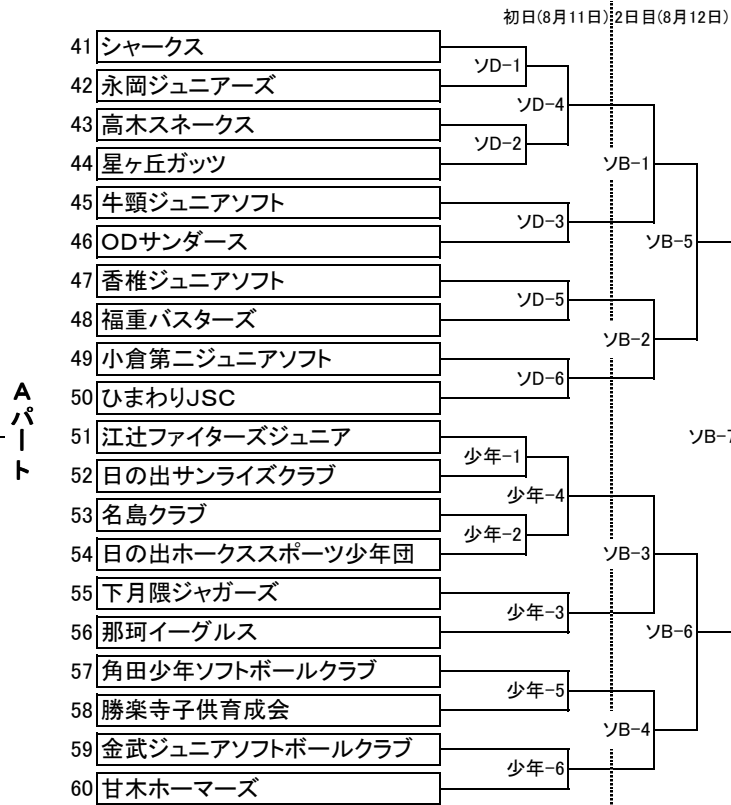 初日(8月11日) 2日目(8月12日)
41 シャークス
ソD-1
42 永岡ジュニアーズ
ソD-4
43 高木スネークス
ソD-2
44 星ヶ丘ガッツ
ソB-1
45 牛頸ジュニアソフト
ソD-3
46 ODサンダース
ソB-5
47 香椎ジュニアソフト
ソD-5
48 福重バスターズ
ソB-2
49 小倉第二ジュニアソフト
ソD-6
50 ひまわりJSC
Aパート
51 江辻ファイターズジュニア
ソB-7
少年-1
52 日の出サンライズクラブ
少年-4
53 名島クラブ
少年-2
54 日の出ホークススポーツ少年団
ソB-3
55 下月隈ジャガーズ
少年-3
56 那珂イーグルス
ソB-6
57 角田少年ソフトボールクラブ
少年-5
58 勝楽寺子供育成会
ソB-4
59 金武ジュニアソフトボールクラブ
少年-6
60 甘木ホーマーズ